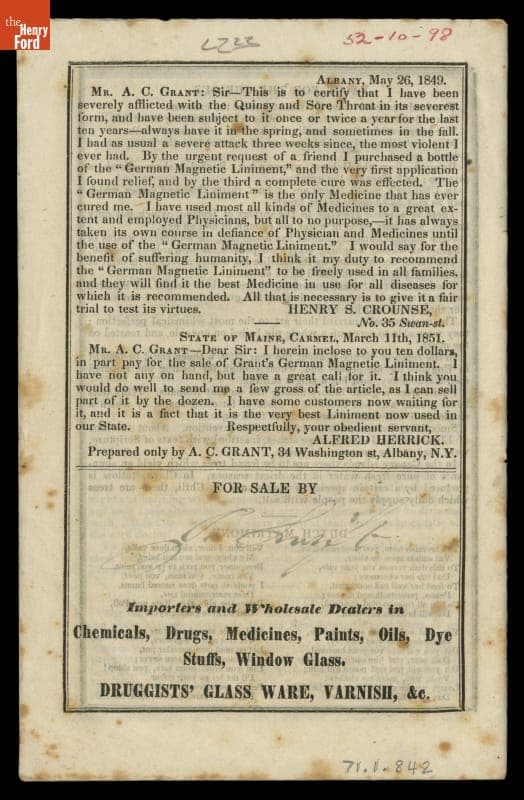 the
Henry
Ford
52-10-98
Albany, May 26, 1849.
Mr. A. C. Grant: Sir—This is to certify that I have been
severely afflicted with the Quinsy and Sore Throat in its severest
form, and have been subject to it once or twice a year for the last
ten years—always have it in the spring, and sometimes in the fall.
I had as usual a severe attack three weeks since, the most violent I
ever had. By the urgent request of a friend I purchased a bottle
of the "German Magnetic Liniment," and the very first application
I found relief, and by the third a complete cure was effected. The
"German Magnetic Liniment" is the only Medicine that has ever
cured me. I have used most all kinds of Medicines to a great ex-
tent and employed Physicians, but all to no purpose,—it has always
taken its own course in defiance of Physician and Medicines until
the use of the "German Magnetic Liniment." I would say for the
benefit of suffering humanity, I think it my duty to recommend
the "German Magnetic Liniment" to be freely used in all families,
and they will find it the best Medicine in use for all diseases for
which it is recommended. All that is necessary is to give it a fair
trial to test its virtues. HENRY S. CROUNSE,
No. 35 Swan-st.
State of Maine, Carmel, March 11th, 1851.
Mr. A. C. Grant—Dear Sir: I herein inclose to you ten dollars,
in part pay for the sale of Grant's German Magnetic Liniment. I
have not any on hand, but have a great call for it. I think you
would do well to send me a few gross of the article, as I can sell
part of it by the dozen. I have some customers now waiting for
it, and it is a fact that it is the very best Liniment now used in
our State. Respectfully, your obedient servant,
ALFRED HERRICK.
Prepared only by A. C. GRANT, 34 Washington st, Albany, N.Y.
FOR SALE BY
Importers and Wholesale Dealers in
Chemicals, Drugs, Medicines, Paints, Oils, Dye
Stuffs, Window Glass.
DRUGGISTS' GLASS WARE, VARNISH, &c.
71.1.842